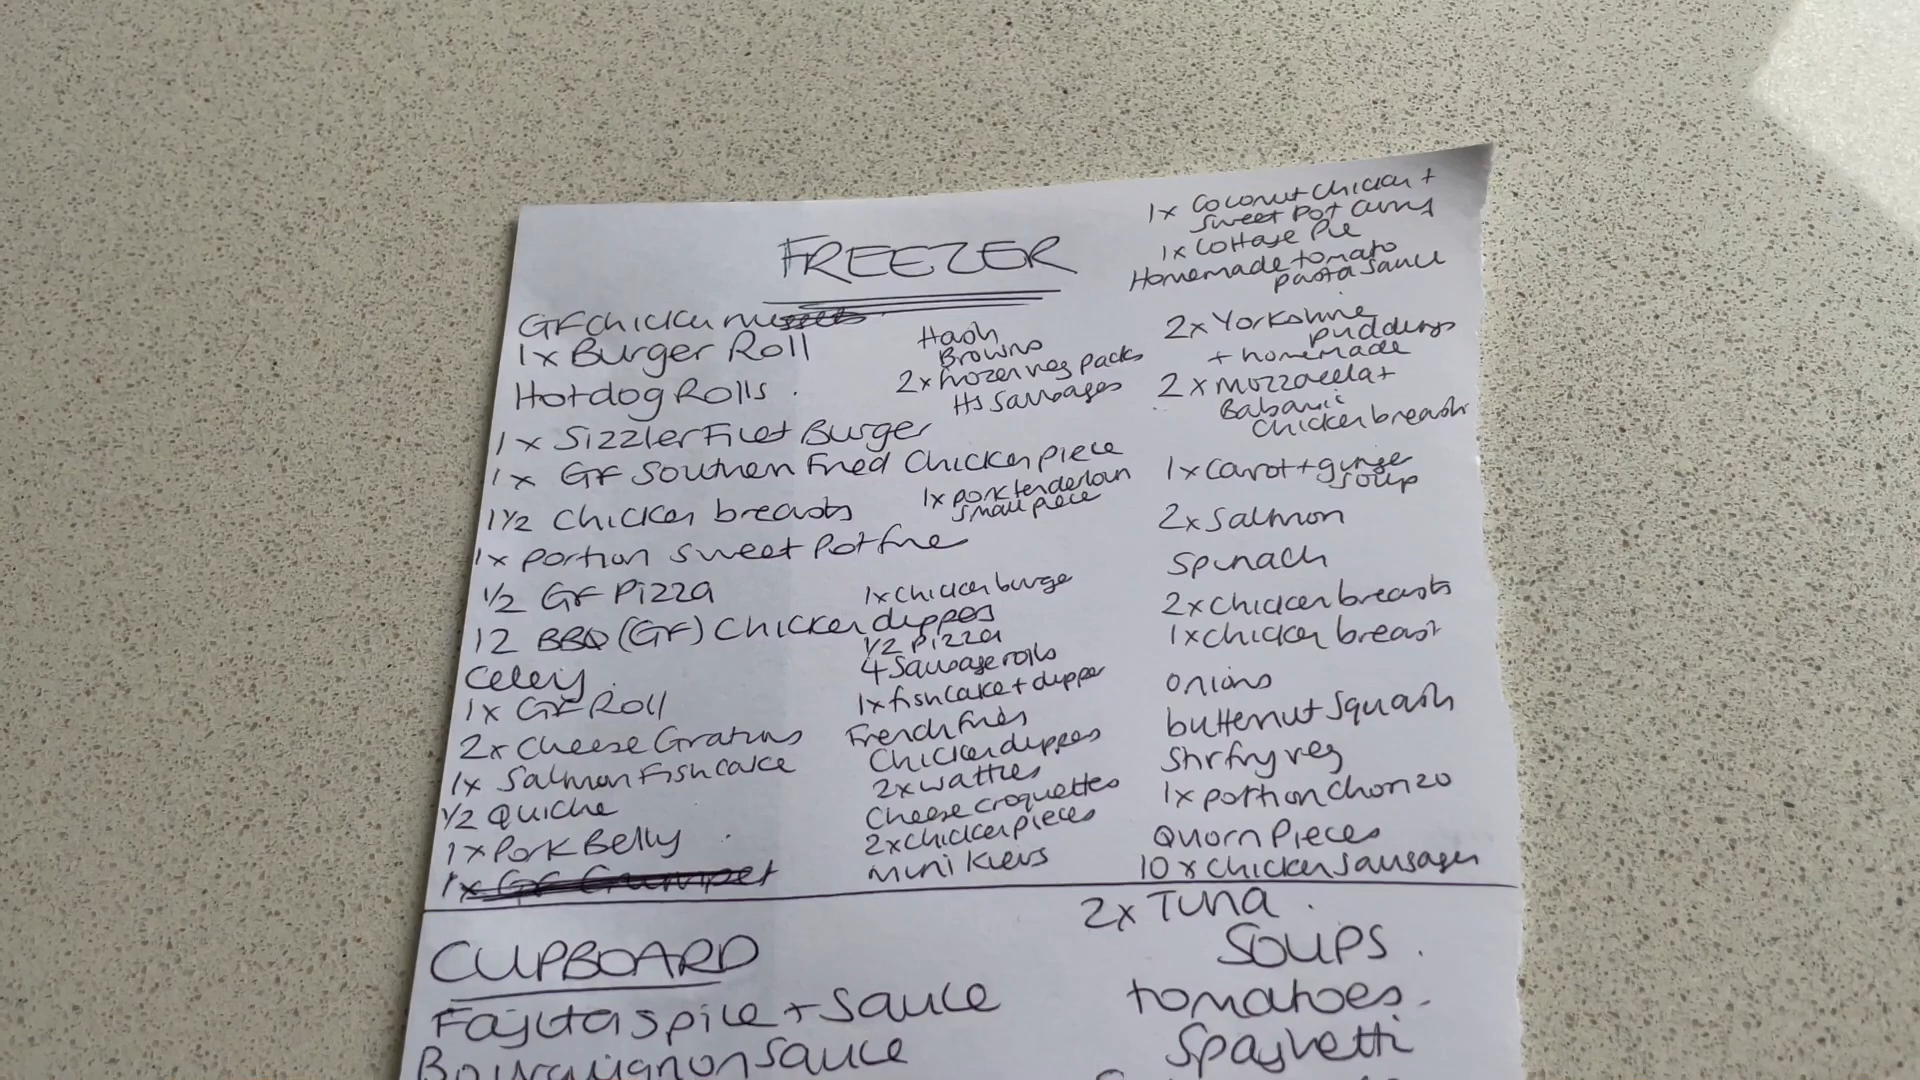 FREEZER
GF chicken nuggets
1x Burger Roll
Hotdog Rolls
1x Sizzler Filet Burger
1x GF Southern Fried Chicken piece
1½ chicken breasts
1x portion sweet Pot frie
½ GF Pizza
12 BBQ (GF) Chicken dippers
Celery
1x GF Roll
2x Cheese Gratins
1x Salmon Fishcake
½ Quiche
1x Pork Belly
1x GF Crumpet
Hash
Browns
2x frozen veg packs
Hs Sausages
1x pork tenderloin
small piece
1x chicken burger
½ pizza
4 Sausage rolls
1x fishcake + dipper
French Fries
Chicken dippers
2x waffles
Cheese croquettes
2x chicken pieces
mini kievs
1x Coconut Chicken +
Sweet Pot Curry
1x Cottage Pie
Homemade tomato
pasta sauce
2x Yorkshire
puddings
+ homemade
2x mozzarella +
Balsamic
chicken breasts
1x carrot + ginger
soup
2x Salmon
Spinach
2x chicken breasts
1x chicken breast
onions
butternut squash
Stirfry veg
1x portion chorizo
Quorn Pieces
10x chicken sausages
CUPBOARD
Fajita spice + Sauce
Bourguignon Sauce
2x Tuna
SOUPS
tomatoes
Spaghetti